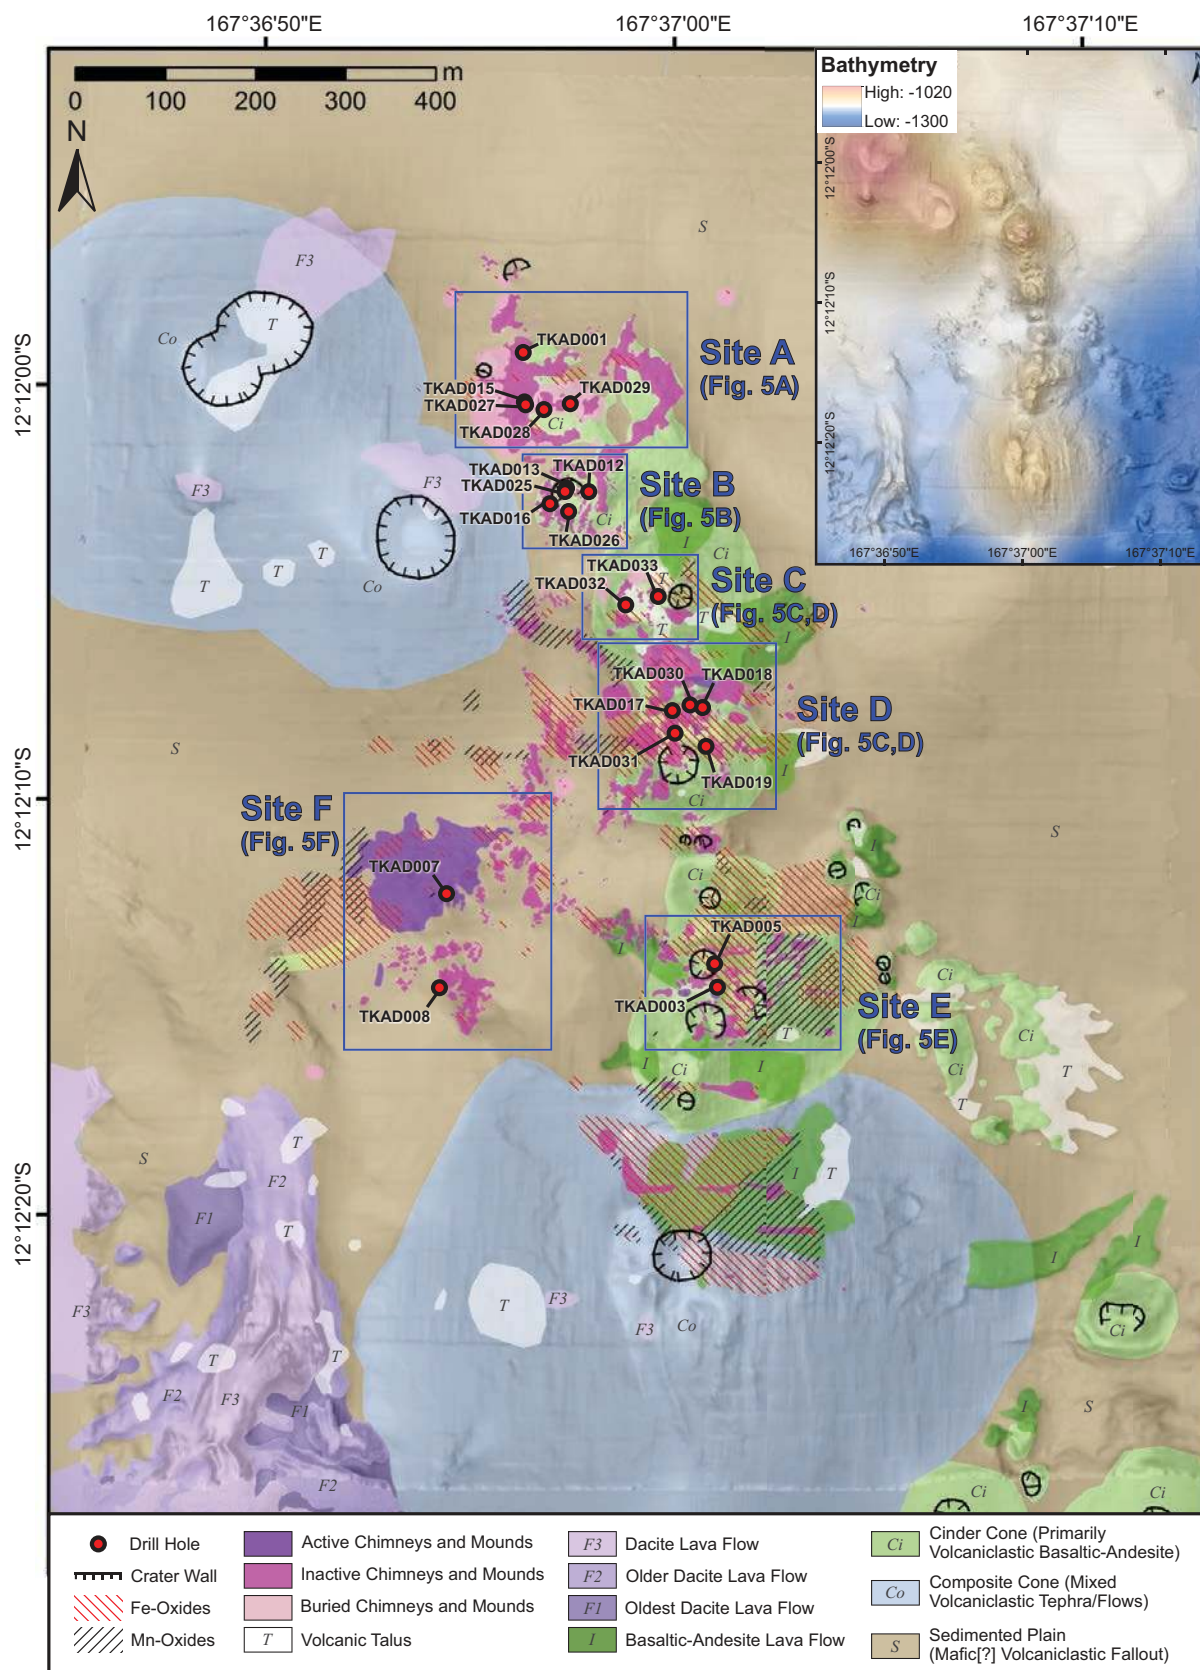 167°36'50"E
167°37'00"E
167°37'10"E
0 100 200 300 400 m
N
Bathymetry
High: -1020
Low: -1300
12°12'00"S
12°12'10"S
12°12'20"S
167°36'50"E
167°37'00"E
167°37'10"E
12°12'00"S
12°12'10"S
12°12'20"S
S
F3
T
Co
TKAD001
TKAD015
TKAD027
TKAD029
TKAD028
Ci
Site A
(Fig. 5A)
F3
F3
T
T
T
Co
TKAD013
TKAD012
TKAD025
TKAD016
TKAD026
Ci
Site B
(Fig. 5B)
I
Ci
TKAD033
TKAD032
T
T
T
Site C
(Fig. 5C,D)
I
TKAD030
TKAD018
TKAD017
TKAD031
TKAD019
Ci
I
Site D
(Fig. 5C,D)
S
S
Site F
(Fig. 5F)
TKAD007
TKAD008
Ci
I
Ci
I
I
TKAD005
TKAD003
T
Site E
(Fig. 5E)
Ci
Ci
Ci
T
T
I
Ci
I
S
T
F2
F1
T
F3
T
T
F2
F3
F1
F2
I
T
T
F3
F3
Co
I
I
Ci
I
S
Ci
Ci
Drill Hole
Crater Wall
Fe-Oxides
Mn-Oxides
Active Chimneys and Mounds
Inactive Chimneys and Mounds
Buried Chimneys and Mounds
T Volcanic Talus
F3 Dacite Lava Flow
F2 Older Dacite Lava Flow
F1 Oldest Dacite Lava Flow
I Basaltic-Andesite Lava Flow
Ci Cinder Cone (Primarily
Volcaniclastic Basaltic-Andesite)
Co Composite Cone (Mixed
Volcaniclastic Tephra/Flows)
S Sedimented Plain
(Mafic[?] Volcaniclastic Fallout)